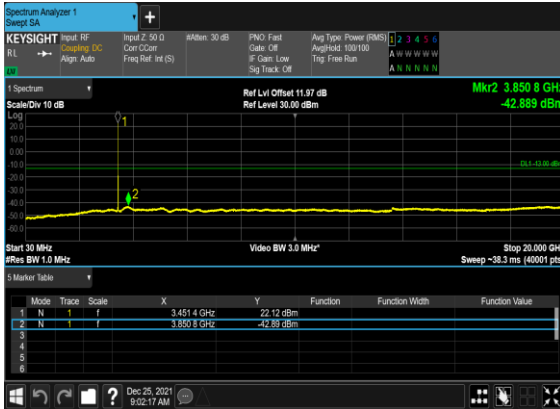 Spectrum Analyzer 1
Swept SA
+
KEYSIGHT Input: RF Input Z: 50 Ω #Atten: 30 dB PNO: Fast Avg Type: Power (RMS) 1 2 3 4 5 6
RL Coupling: DC Corr CCorr Gate: Off Avg|Hold: 100/100 A W W W W W
Align: Auto Freq Ref: Int (S) IF Gain: Low Trig: Free Run
Sig Track: Off A N N N N N
1 Spectrum Ref Lvl Offset 11.97 dB Mkr2 3.850 8 GHz
Scale/Div 10 dB Ref Level 30.00 dBm -42.889 dBm
Log
1
20.0
10.0
0.00
-10.0 DL1 -13.00 dBm
-20.0
-30.0
2
-40.0
-50.0
-60.0
Start 30 MHz Video BW 3.0 MHz* Stop 20.000 GHz
#Res BW 1.0 MHz Sweep ~38.3 ms (40001 pts)
5 Marker Table
Mode Trace Scale X Y Function Function Width Function Value
1 N 1 f 3.451 4 GHz 22.12 dBm
2 N 1 f 3.850 8 GHz -42.89 dBm
3
4
5
6
? Dec 25, 2021
9:02:17 AM